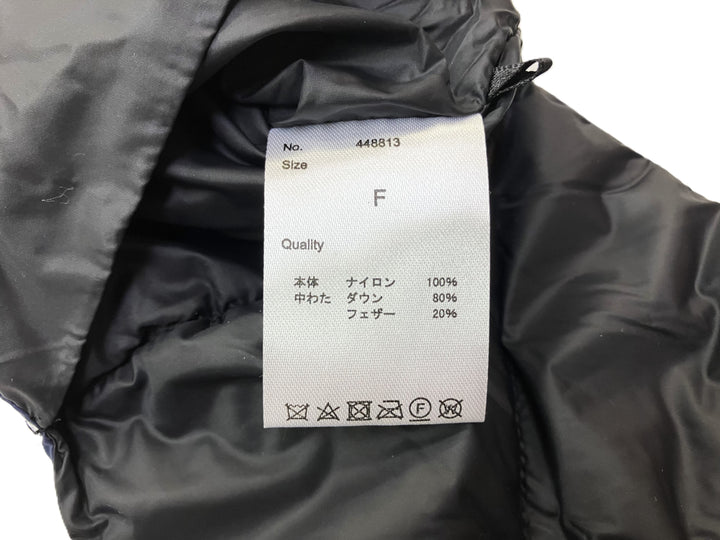 No. 448813
Size
F
Quality
本体 ナイロン 100%
中わた ダウン 80%
フェザー 20%
F W